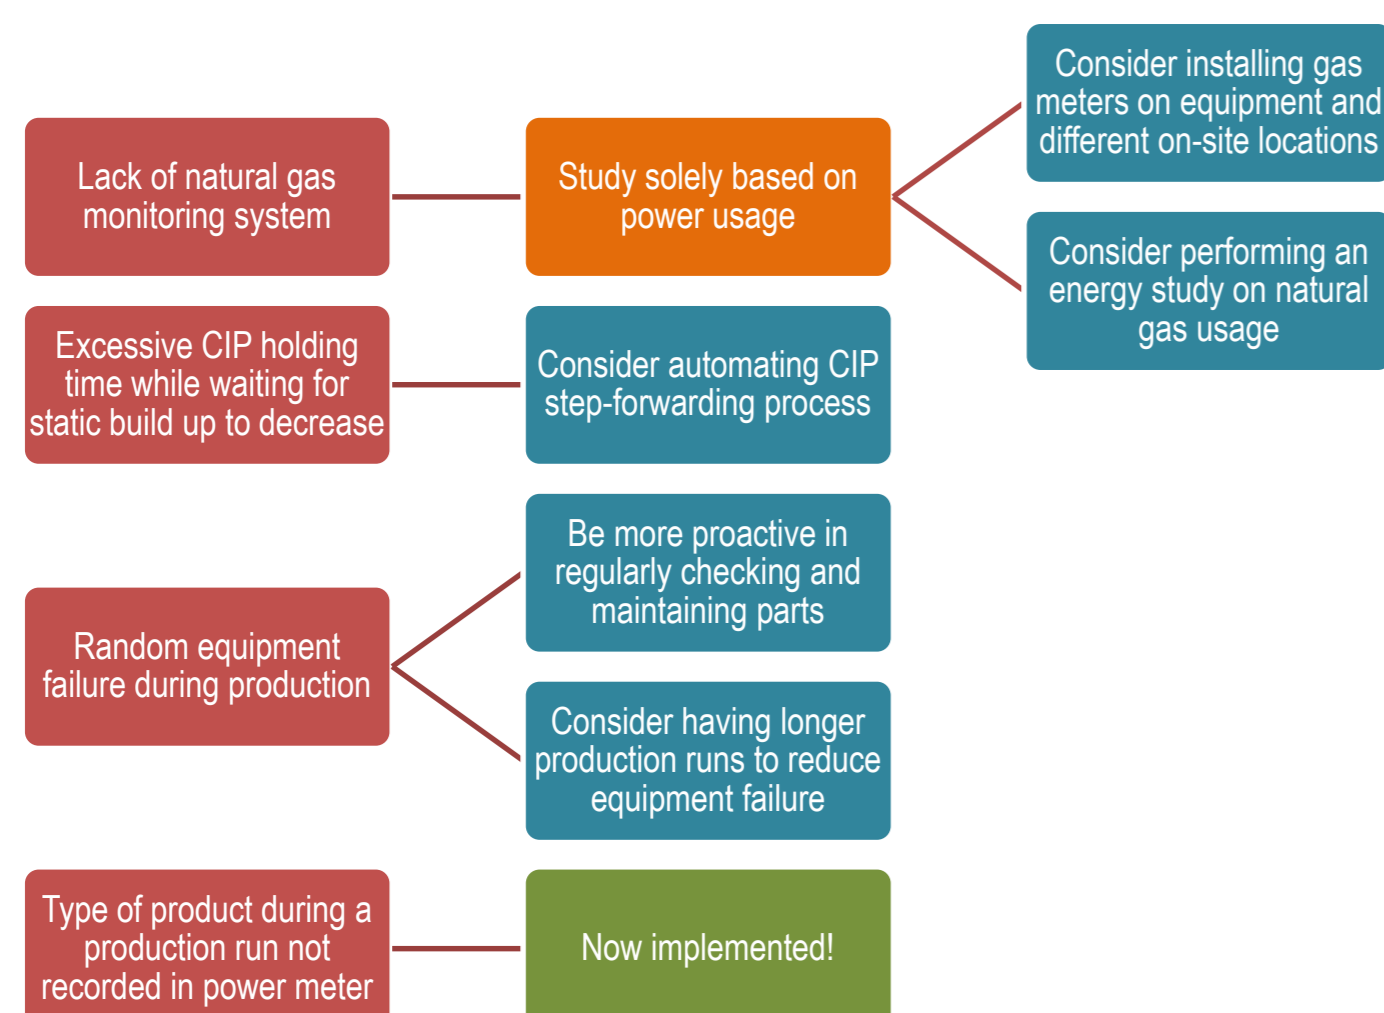 Lack of natural gas
monitoring system
Study solely based on
power usage
Consider installing gas
meters on equipment and
different on-site locations
Consider performing an
energy study on natural
gas usage
Excessive CIP holding
time while waiting for
static build up to decrease
Consider automating CIP
step-forwarding process
Random equipment
failure during production
Be more proactive in
regularly checking and
maintaining parts
Consider having longer
production runs to reduce
equipment failure
Type of product during a
production run not
recorded in power meter
Now implemented!